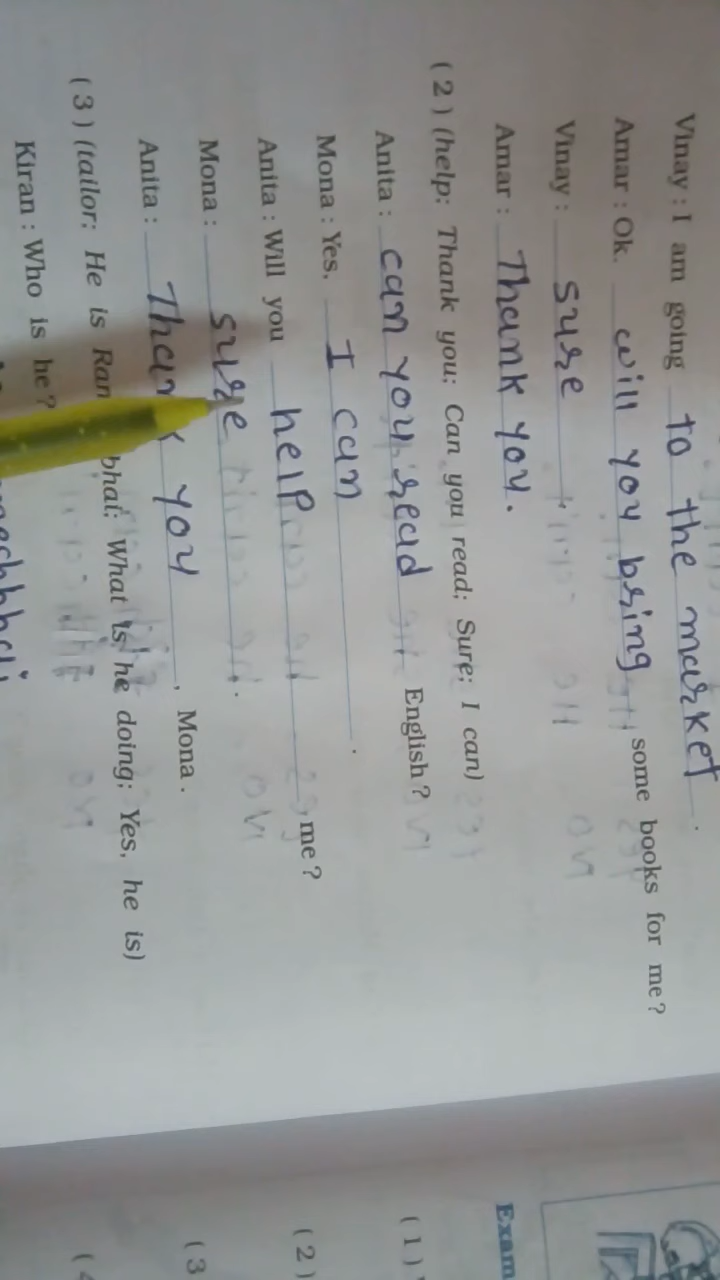 Vinay : I am going to the market.
Amar : Ok. will you bring some books for me?
Vinay : sure
Amar : Thank you.
(2) (help; Thank you; Can you read; Sure; I can)
Anita : can you read English?
Mona : Yes, I can.
Anita : Will you help me?
Mona : sure.
Anita : Thank you, Mona.
(3) (tailor; He is bhai; What is he doing; Yes, he is)
Kiran : Who is he?
Exam
(1)
(2)
(3
(4